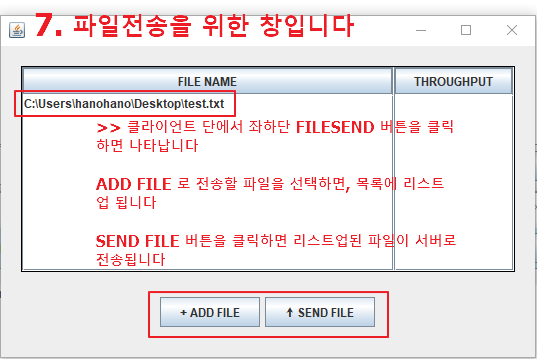 7. 파일전송을 위한 창입니다
FILE NAME THROUGHPUT
C:\Users\hanohano\Desktop\test.txt
>> 클라이언트 단에서 좌하단 FILESEND 버튼을 클릭
하면 나타납니다
ADD FILE 로 전송할 파일을 선택하면, 목록에 리스트
업 됩니다
SEND FILE 버튼을 클릭하면 리스트업된 파일이 서버로
전송됩니다
+ ADD FILE ↑ SEND FILE